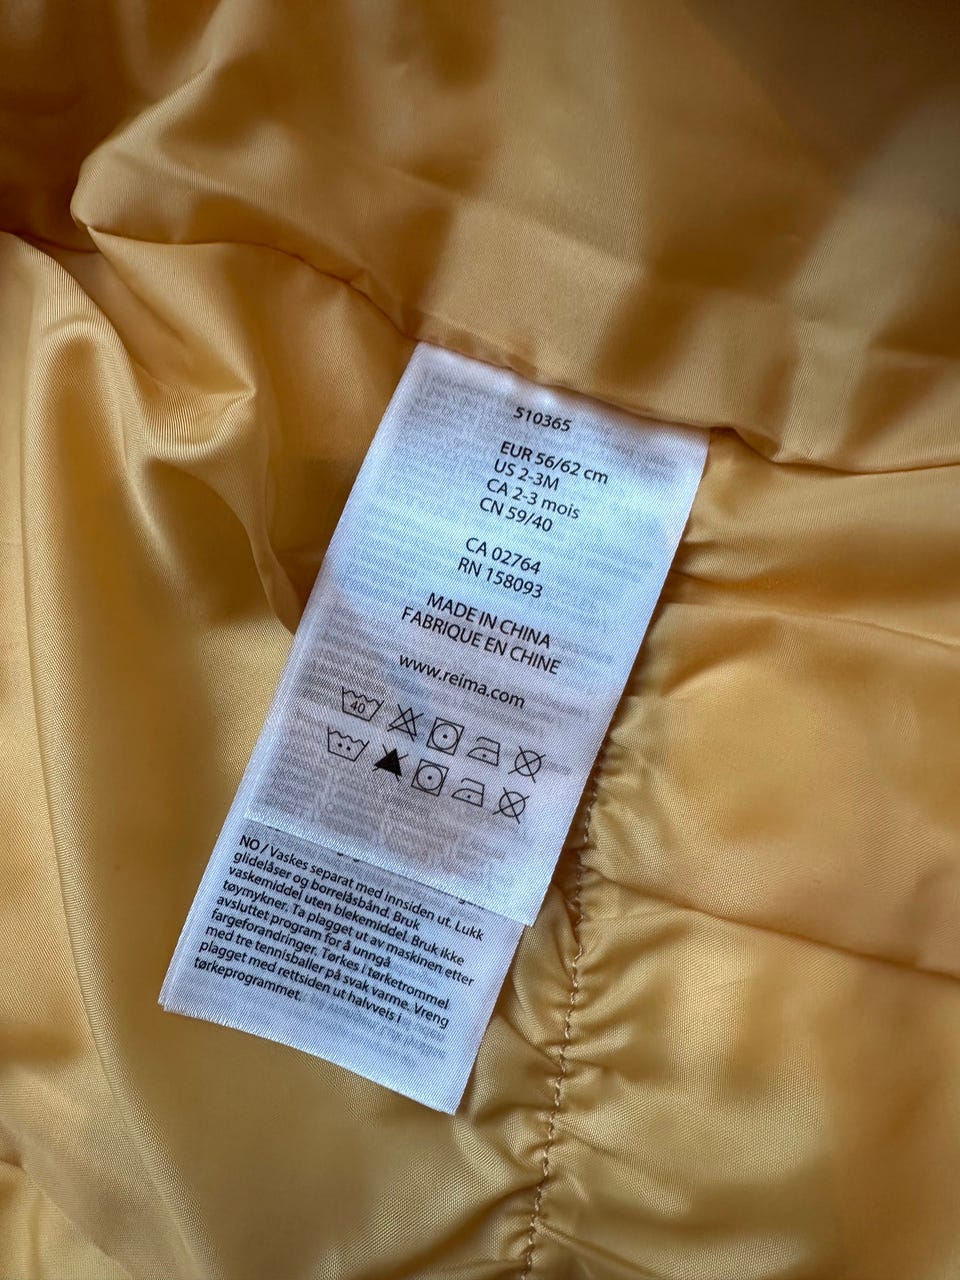 510365
EUR 56/62 cm
US 2-3M
CA 2-3 mois
CN 59/40
CA 02764
RN 158093
MADE IN CHINA
FABRIQUE EN CHINE
www.reima.com
40
NO / Vaskes separat med innsiden ut. Lukk
glidelåser og borrelåsbånd. Bruk
vaskemiddel uten blekemiddel. Bruk ikke
tøymykner. Ta plagget ut av maskinen etter
avsluttet program for å unngå
fargeforandringer. Tørkes i tørketrommel
med tre tennisballer på svak varme. Vreng
plagget med rettsiden ut halvveis i
tørkeprogrammet.